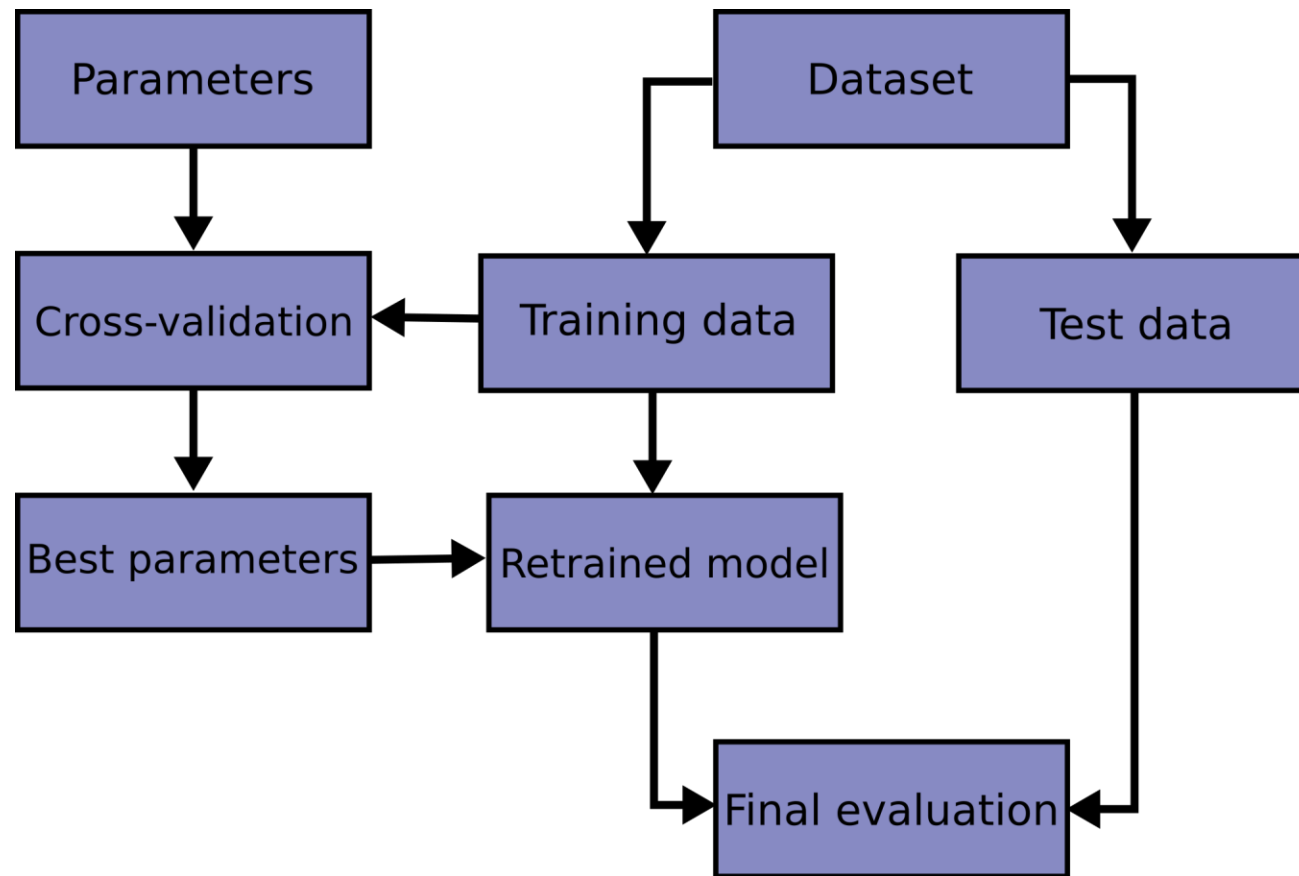 Parameters
Dataset
Cross-validation
Training data
Test data
Best parameters
Retrained model
Final evaluation